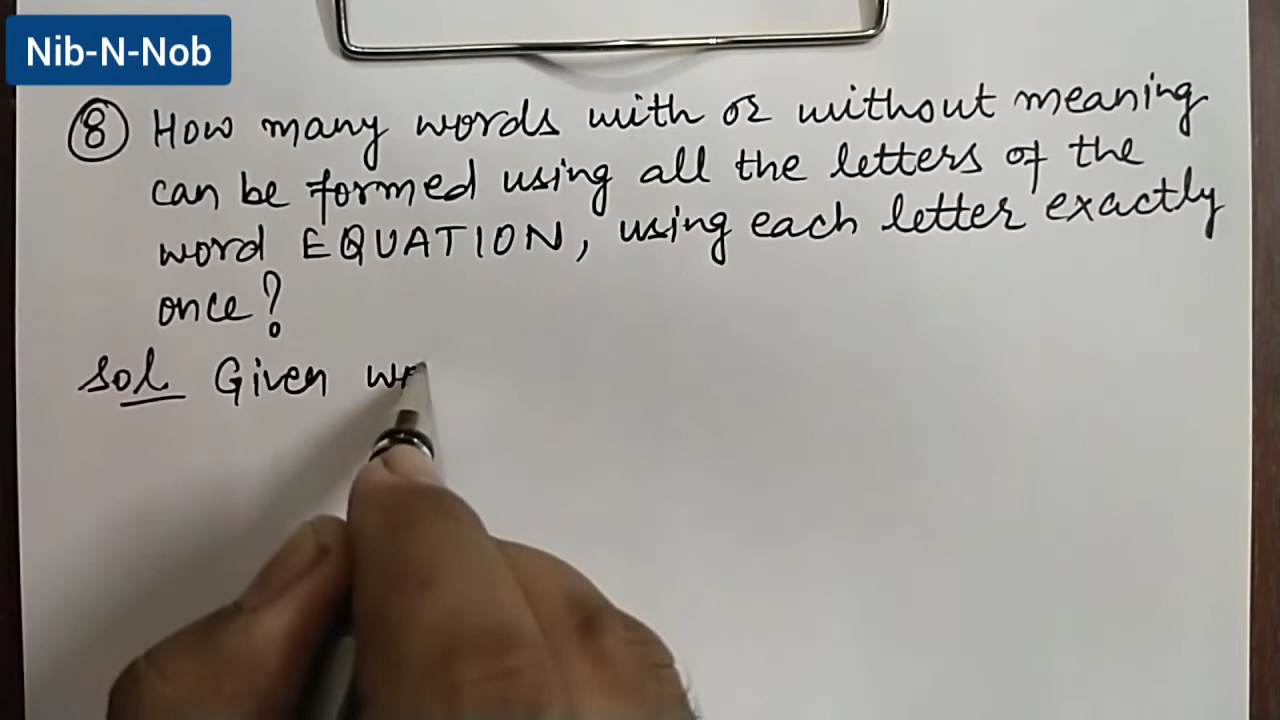 Nib-N-Nob
8 How many words with or without meaning
can be formed using all the letters of the
word EQUATION, using each letter exactly
once?
Sol Given